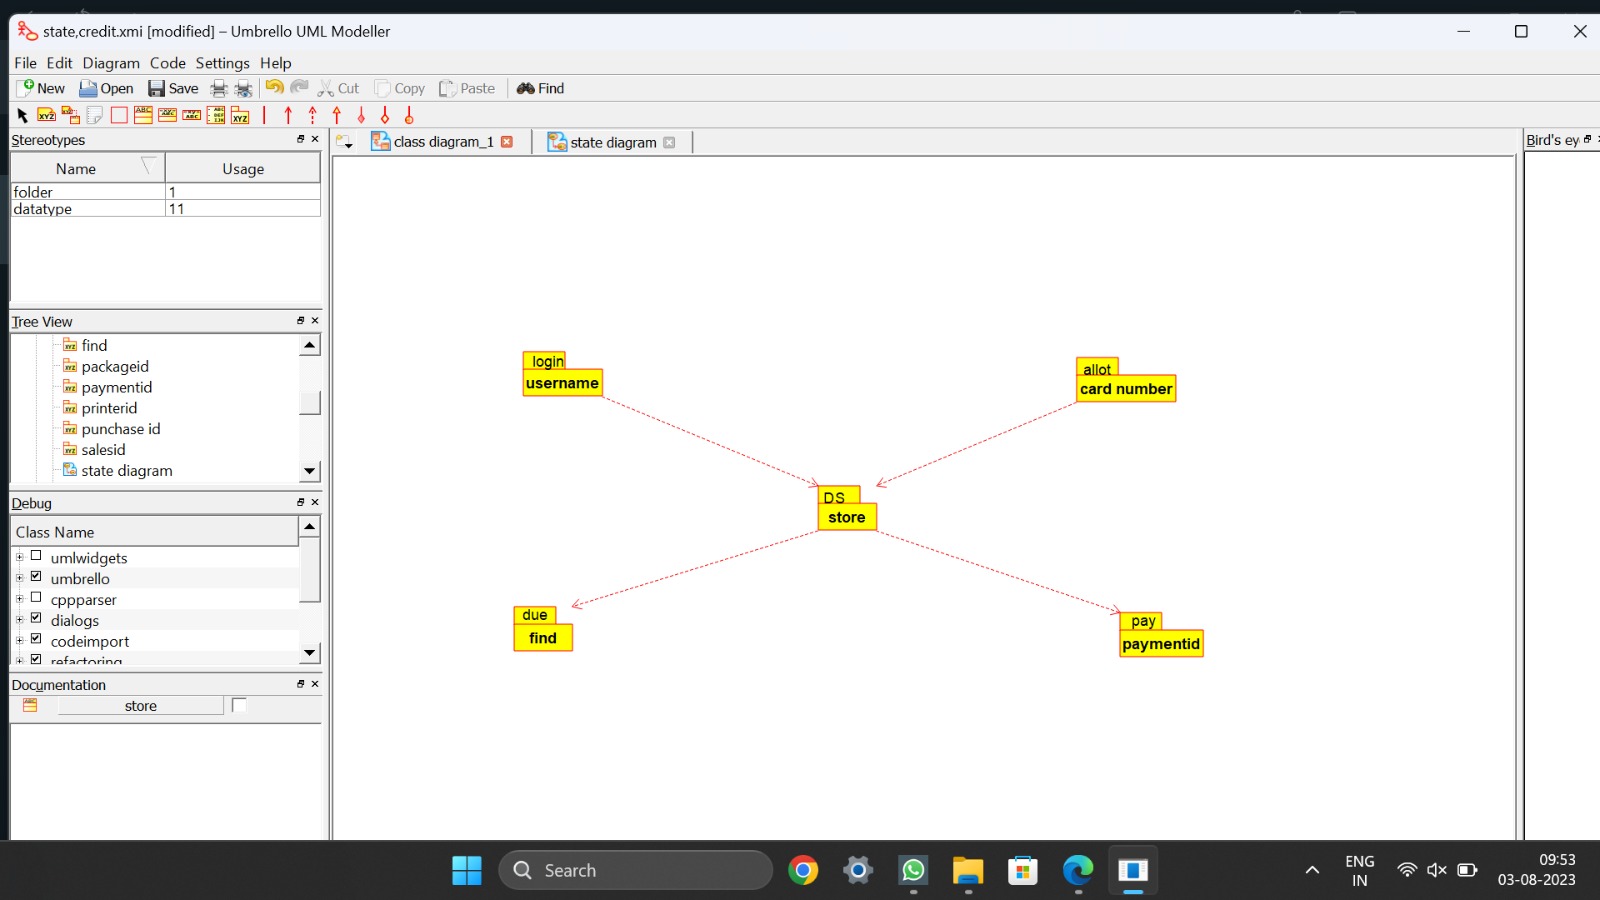 state,credit.xmi [modified] – Umbrello UML Modeller
File Edit Diagram Code Settings Help
New Open Save Cut Copy Paste Find
Stereotypes
class diagram_1
state diagram
Bird's ey
Name Usage
folder 1
datatype 11
Tree View
find
packageid
paymentid
printerid
punchase id
salesid
state diagram
Debug
Class Name
umlwidgets
umbrello
cppparser
dialogs
codeimport
refactoring
Documentation
store
login
username
allot
card number
DS
store
due
find
pay
paymentid
Search
ENG
IN
09:53
03-08-2023